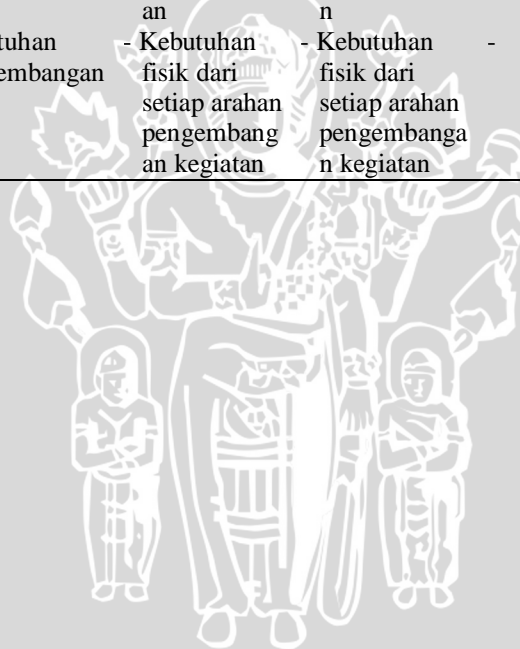 an n
tuhan - Kebutuhan - Kebutuhan -
embangan fisik dari fisik dari
setiap arahan setiap arahan
pengembang pengembanga
an kegiatan n kegiatan